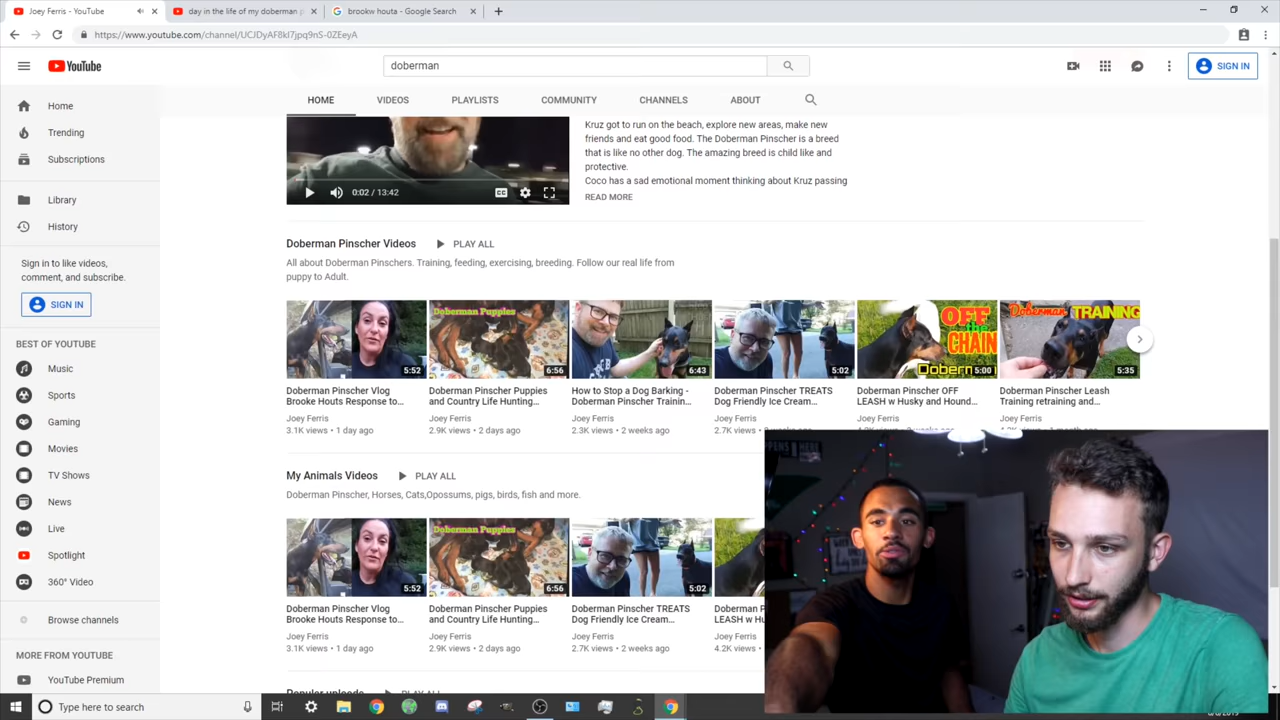 Joey Ferris - YouTube
day in the life of my doberman p
brookw houta - Google Search
https://www.youtube.com/channel/UCJDyAF8kI7jpq9nS-0ZEeyA
YouTube
doberman
SIGN IN
HOME
VIDEOS
PLAYLISTS
COMMUNITY
CHANNELS
ABOUT
Home
Trending
Subscriptions
Library
History
Sign in to like videos,
comment, and subscribe.
SIGN IN
BEST OF YOUTUBE
Music
Sports
Gaming
Movies
TV Shows
News
Live
Spotlight
360° Video
Browse channels
MORE FROM YOUTUBE
YouTube Premium
0:02 / 13:42
Kruz got to run on the beach, explore new areas, make new
friends and eat good food. The Doberman Pinscher is a breed
that is like no other dog. The amazing breed is child like and
protective.
Coco has a sad emotional moment thinking about Kruz passing
READ MORE
Doberman Pinscher Videos
PLAY ALL
All about Doberman Pinschers. Training, feeding, exercising, breeding. Follow our real life from
puppy to Adult.
5:52
Doberman Pinscher Vlog
Brooke Houts Response to...
Joey Ferris
3.1K views • 1 day ago
Doberman Puppies
6:56
Doberman Pinscher Puppies
and Country Life Hunting...
Joey Ferris
2.9K views • 2 days ago
6:43
How to Stop a Dog Barking -
Doberman Pinscher Trainin...
Joey Ferris
2.3K views • 2 weeks ago
5:02
Doberman Pinscher TREATS
Dog Friendly Ice Cream...
Joey Ferris
2.7K views
OFF
the
CHAIN
Doberm
5:00
Doberman Pinscher OFF
LEASH w Husky and Hound...
Joey Ferris
Doberman TRAINING
5:35
Doberman Pinscher Leash
Training retraining and...
Joey Ferris
My Animals Videos
PLAY ALL
Doberman Pinscher, Horses, Cats,Opossums, pigs, birds, fish and more.
5:52
Doberman Pinscher Vlog
Brooke Houts Response to...
Joey Ferris
3.1K views • 1 day ago
Doberman Puppies
6:56
Doberman Pinscher Puppies
and Country Life Hunting...
Joey Ferris
2.9K views • 2 days ago
5:02
Doberman Pinscher TREATS
Dog Friendly Ice Cream...
Joey Ferris
2.7K views • 2 weeks ago
Doberman P
LEASH w Hu
Joey Ferris
4.2K views
Popular uploads
PLAY ALL
Type here to search